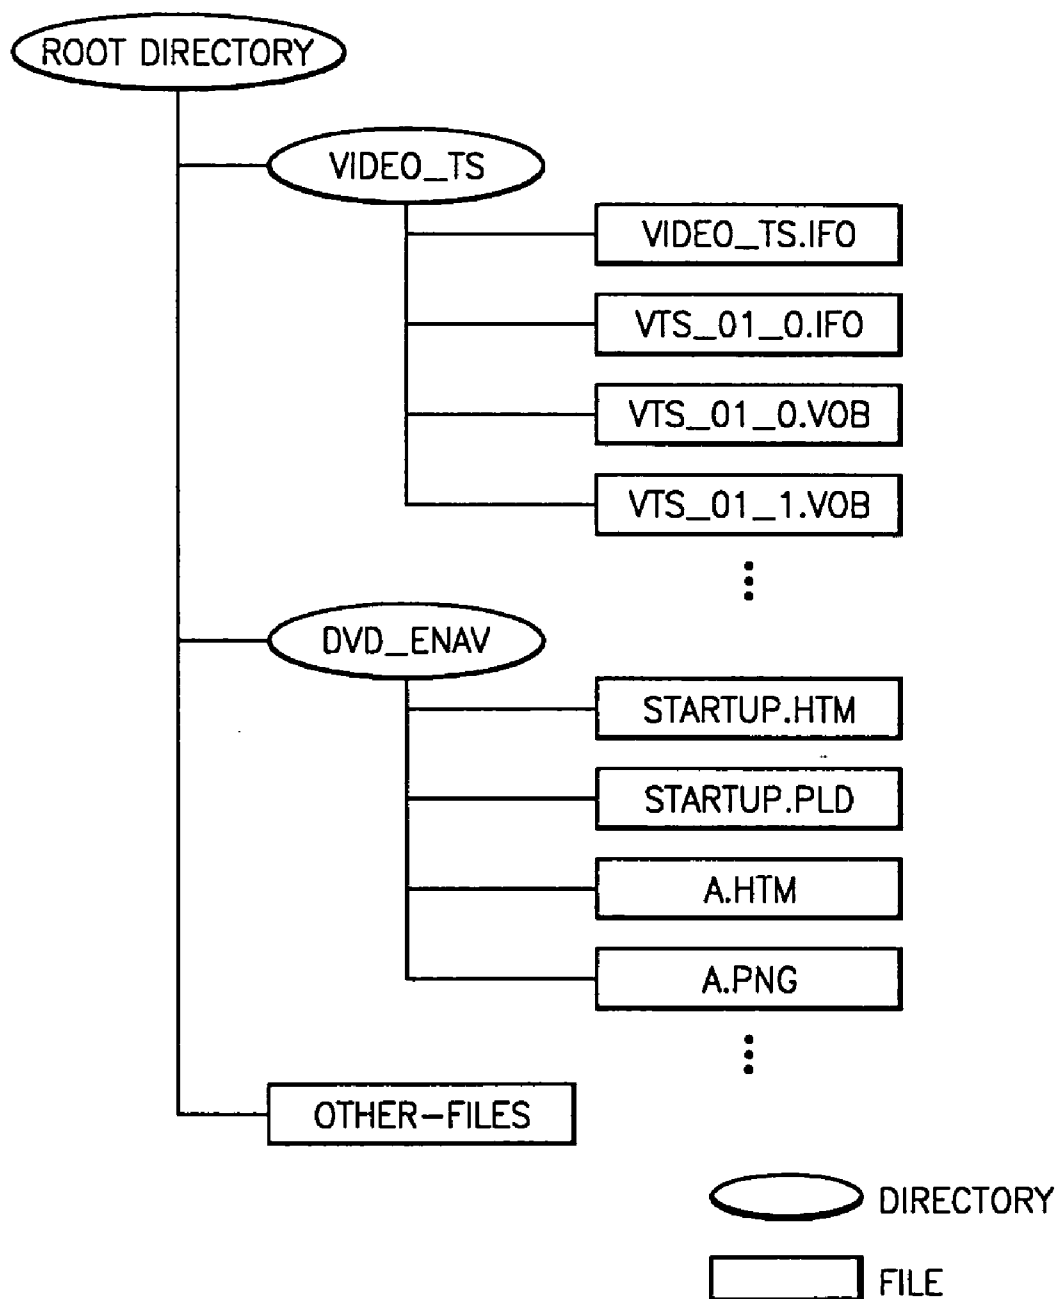 ROOT DIRECTORY
VIDEO_TS
VIDEO_TS.IFO
VTS_01_0.IFO
VTS_01_0.VOB
VTS_01_1.VOB
DVD_ENAV
STARTUP.HTM
STARTUP.PLD
A.HTM
A.PNG
OTHER-FILES
DIRECTORY
FILE